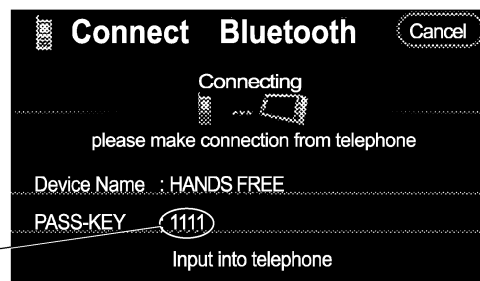 Connect Bluetooth Cancel
Connecting
please make connection from telephone
Device Name : HANDS FREE
PASS-KEY 1111
Input into telephone